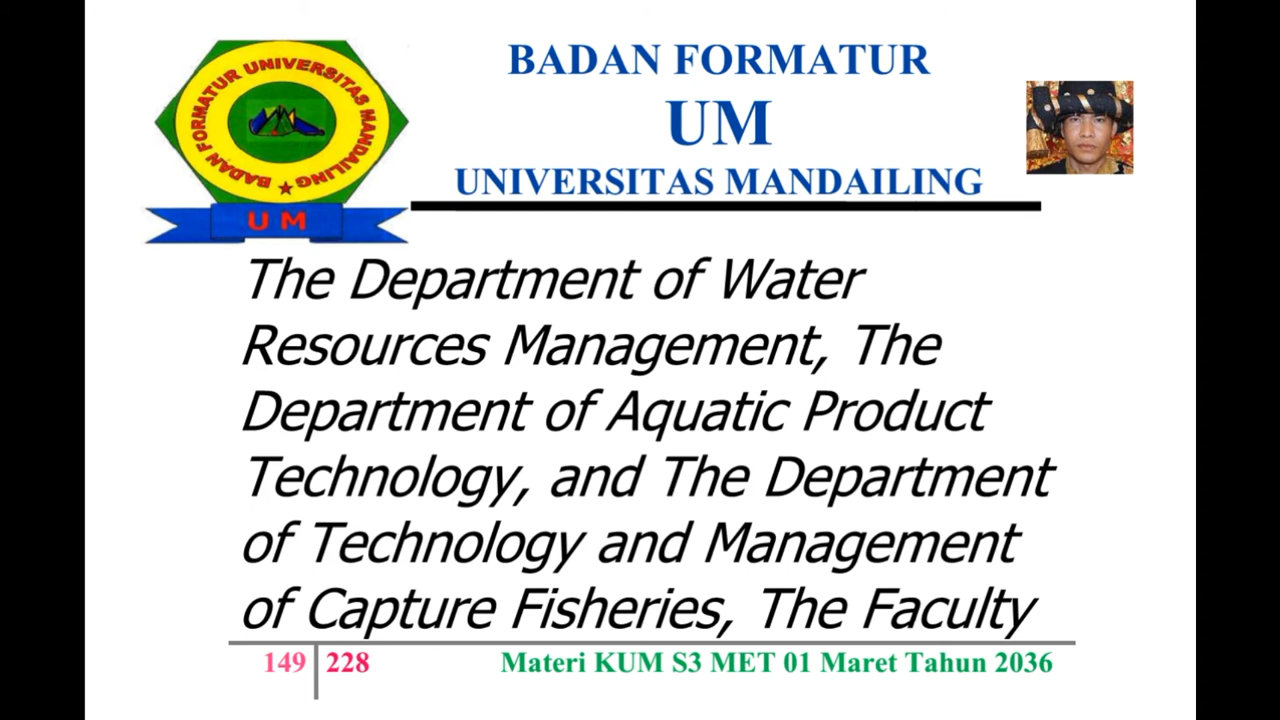 BADAN FORMATUR UNIVERSITAS MANDAILING
BADAN FORMATUR
UM
UNIVERSITAS MANDAILING
UM
The Department of Water
Resources Management, The
Department of Aquatic Product
Technology, and The Department
of Technology and Management
of Capture Fisheries, The Faculty
149 228 Materi KUM S3 MET 01 Maret Tahun 2036